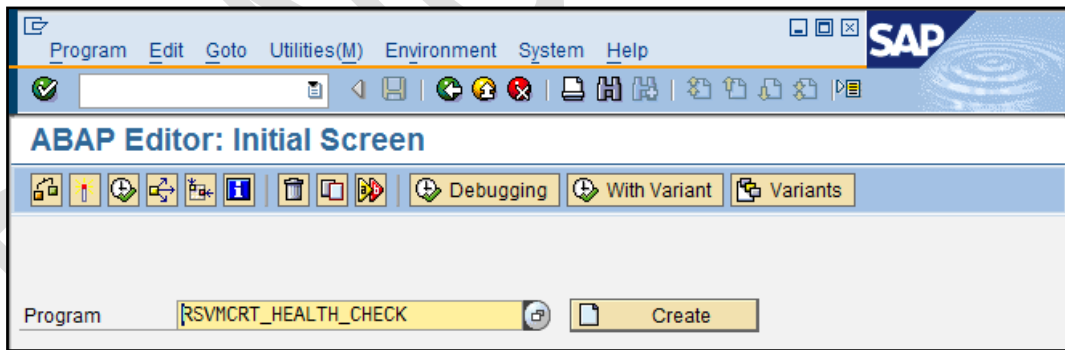 Program Edit Goto Utilities(M) Environment System Help
SAP
ABAP Editor: Initial Screen
Debugging With Variant Variants
Program RSVMCRT_HEALTH_CHECK Create